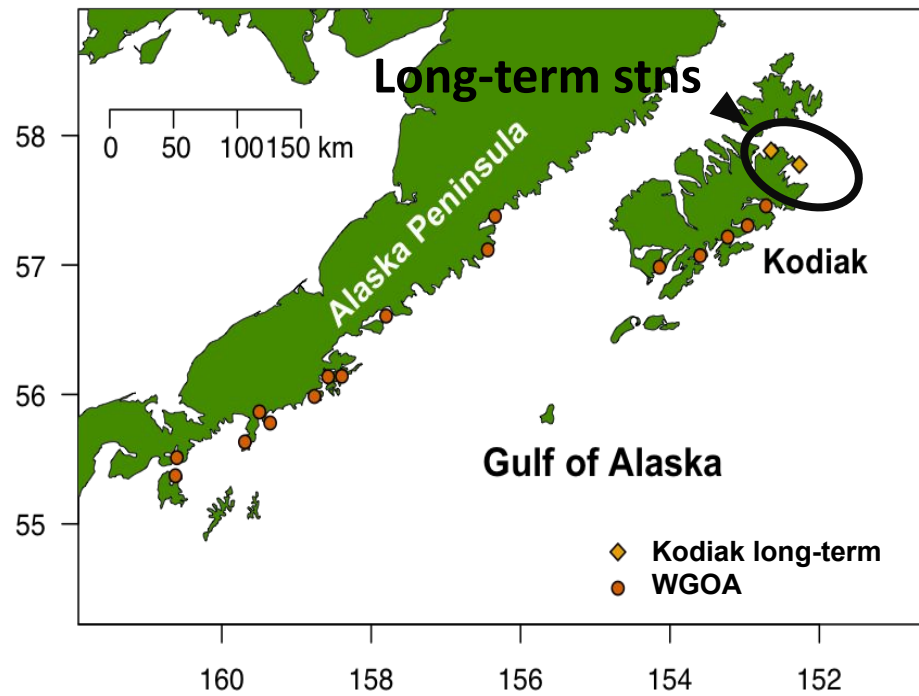 Long-term stns
58
0 50 100150 km
Alaska Peninsula
57
Kodiak
56
Gulf of Alaska
55
Kodiak long-term
WGOA
160 158 156 154 152